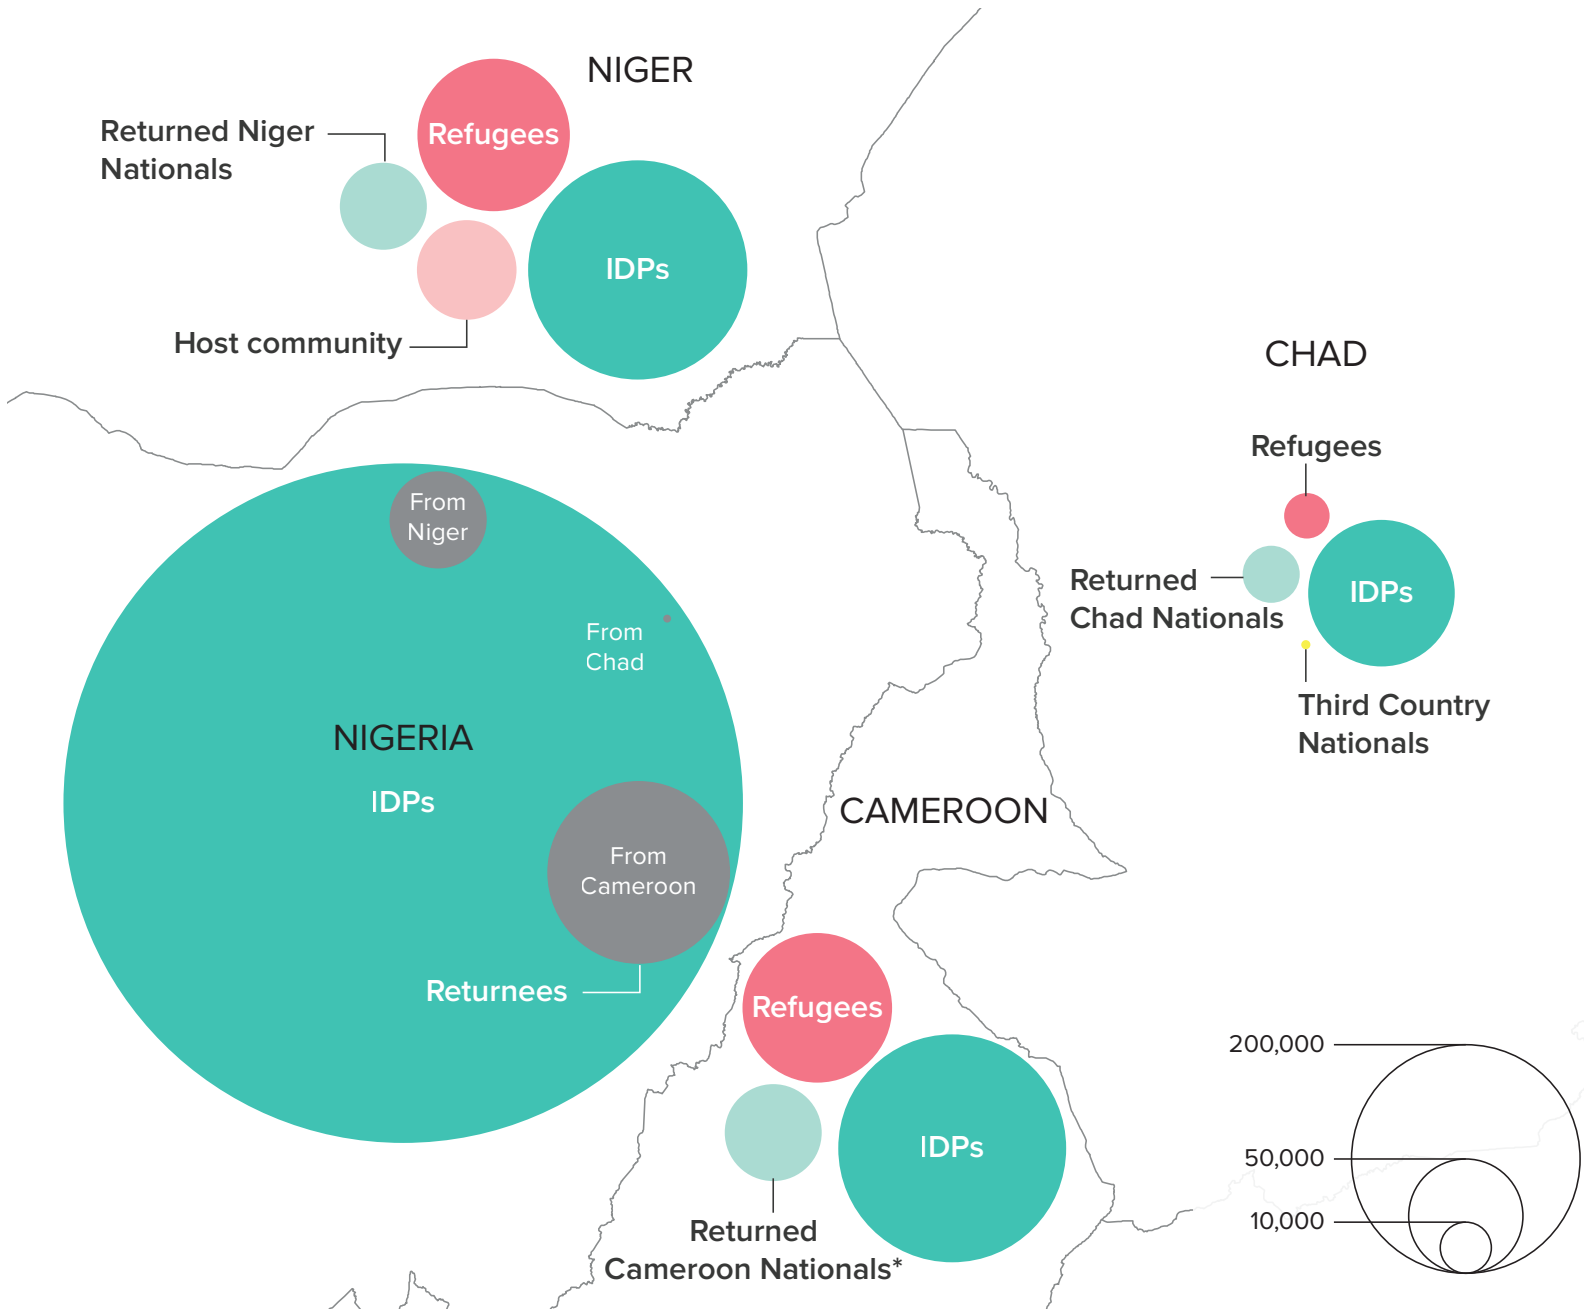 NIGER
Returned Niger
Nationals
Refugees
IDPs
Host community
CHAD
Refugees
Returned
Chad Nationals
IDPs
Third Country
Nationals
From
Niger
From
Chad
NIGERIA
IDPs
From
Cameroon
Returnees
CAMEROON
Refugees
IDPs
Returned
Cameroon Nationals*
200,000
50,000
10,000